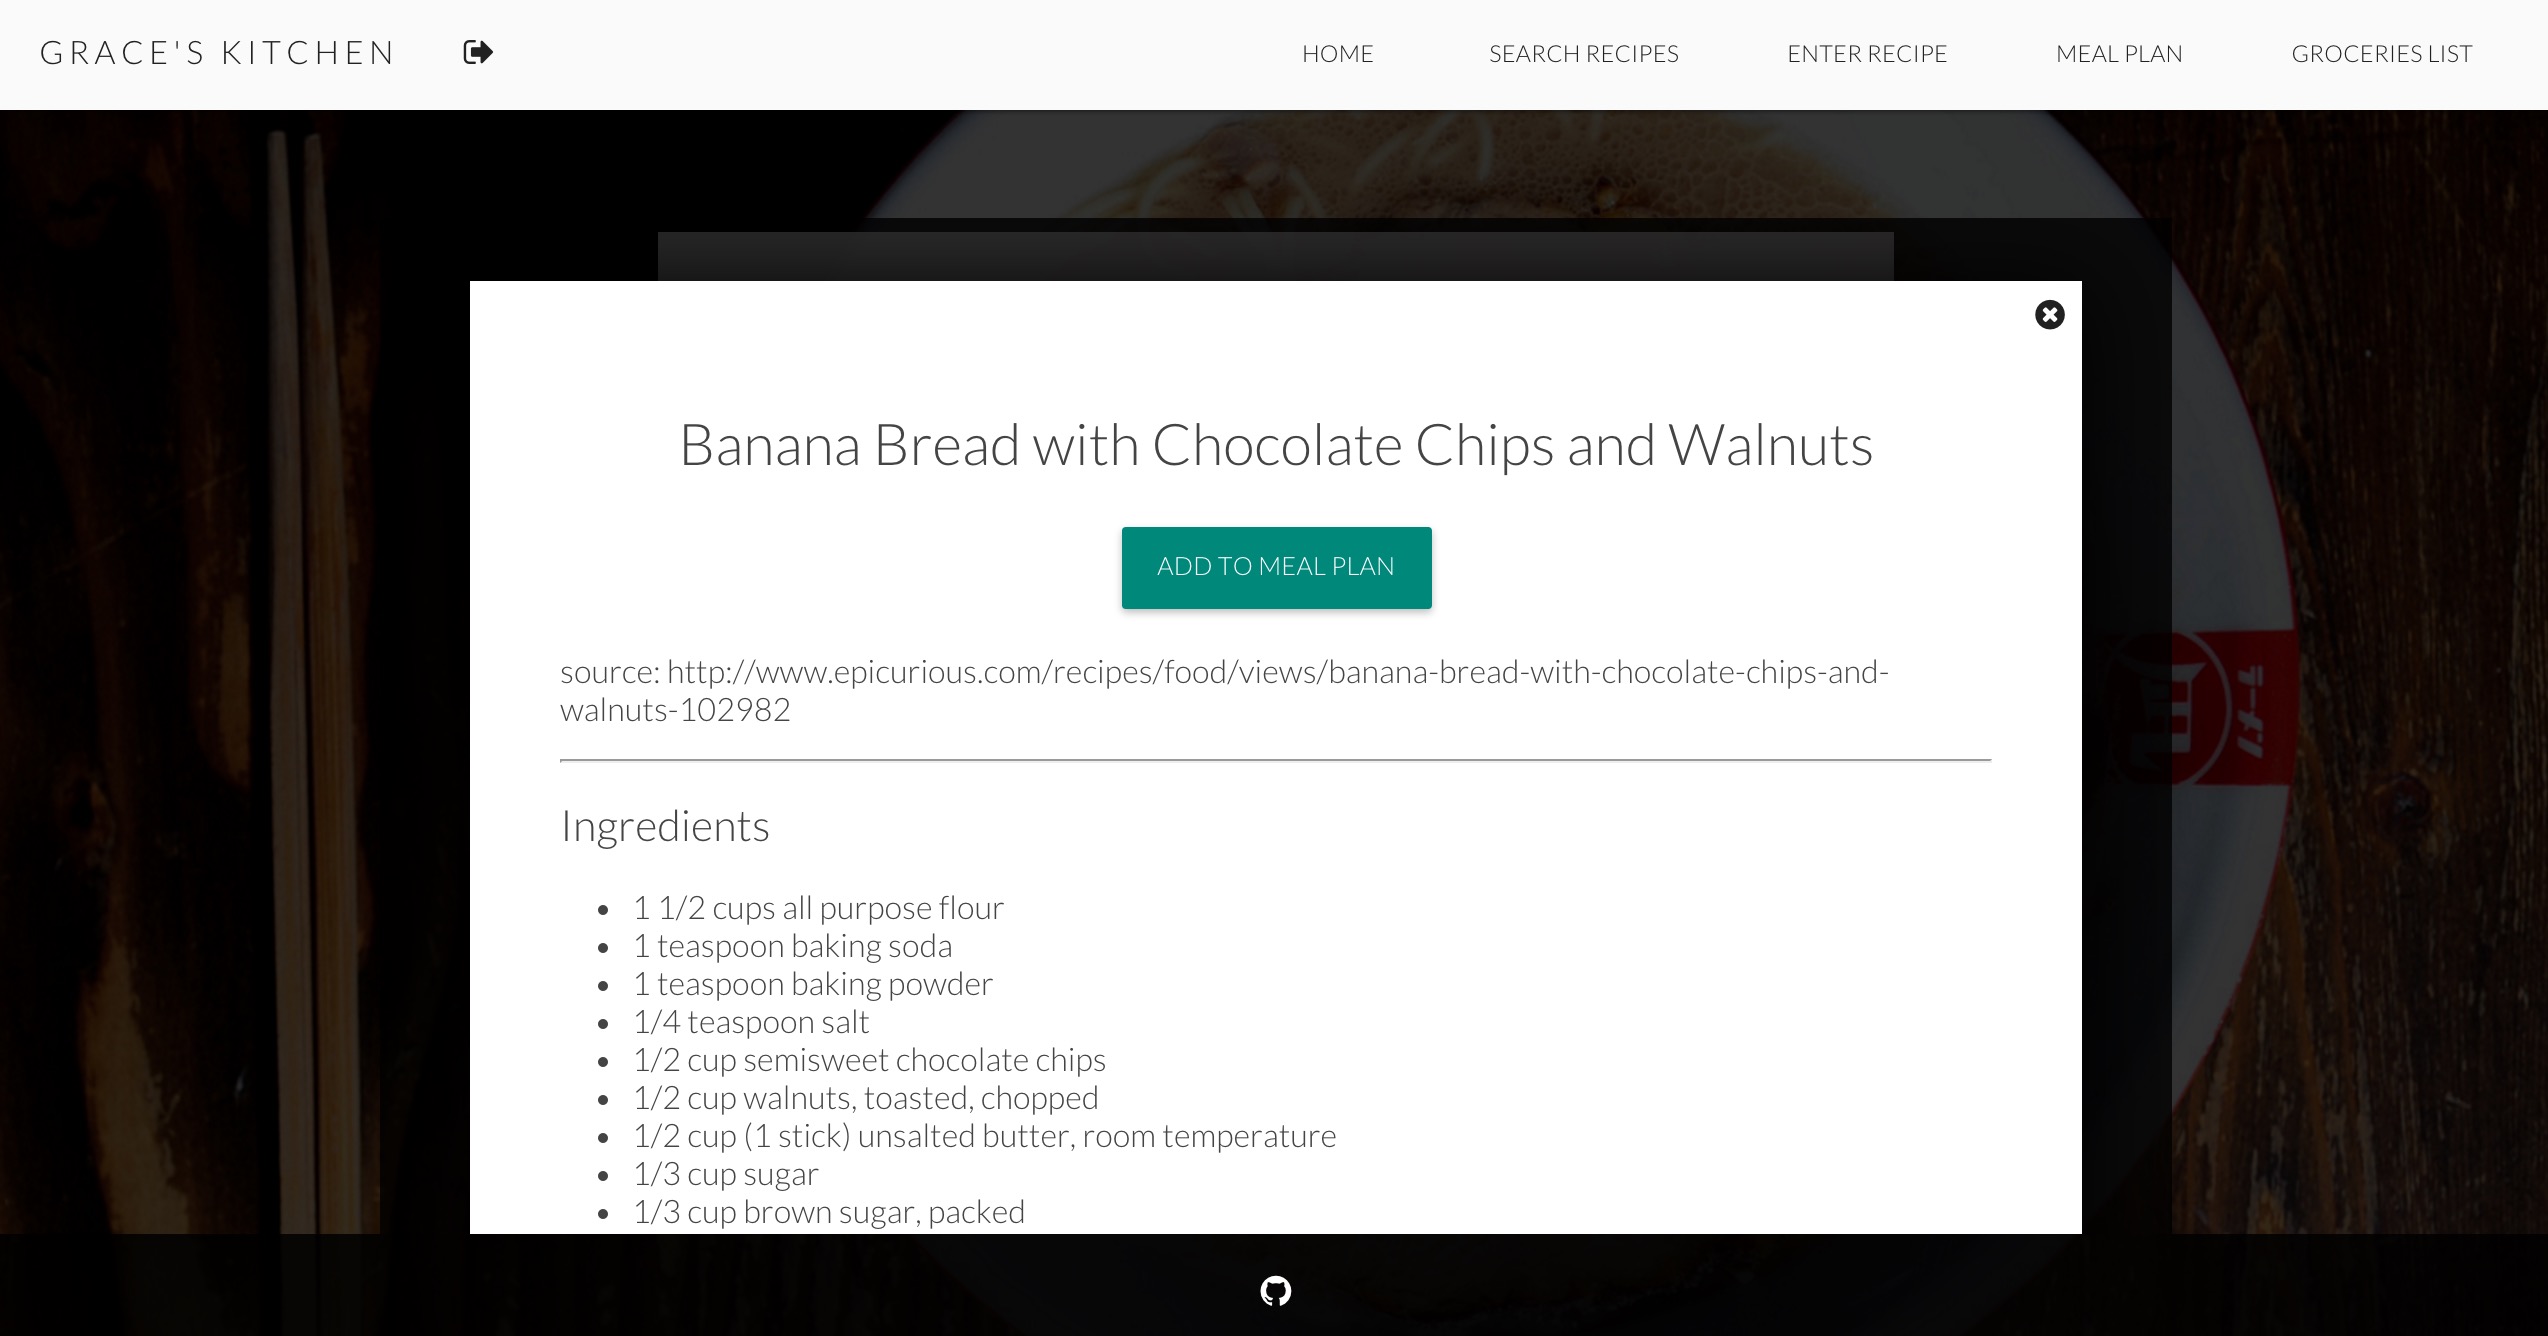 GRACE'S KITCHEN
HOME
SEARCH RECIPES
ENTER RECIPE
MEAL PLAN
GROCERIES LIST
Banana Bread with Chocolate Chips and Walnuts
ADD TO MEAL PLAN
source: http://www.epicurious.com/recipes/food/views/banana-bread-with-chocolate-chips-and-
walnuts-102982
Ingredients
• 1 1/2 cups all purpose flour
• 1 teaspoon baking soda
• 1 teaspoon baking powder
• 1/4 teaspoon salt
• 1/2 cup semisweet chocolate chips
• 1/2 cup walnuts, toasted, chopped
• 1/2 cup (1 stick) unsalted butter, room temperature
• 1/3 cup sugar
• 1/3 cup brown sugar, packed